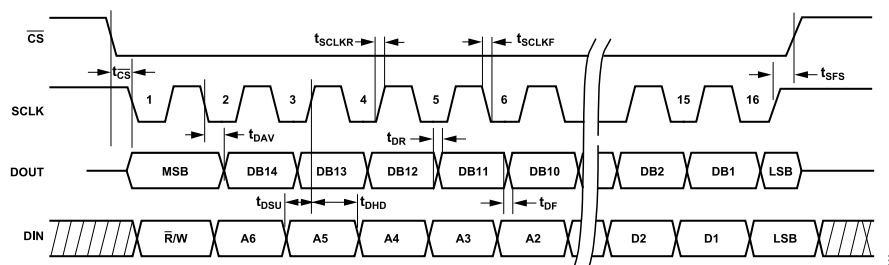 CS tSCLKR tSCLKF
tCS tSFS
SCLK 1 2 3 4 5 6 15 16
tDAV tDR
DOUT MSB DB14 DB13 DB12 DB11 DB10 DB2 DB1 LSB
tDSU tDHD tDF
DIN R/W A6 A5 A4 A3 A2 D2 D1 LSB